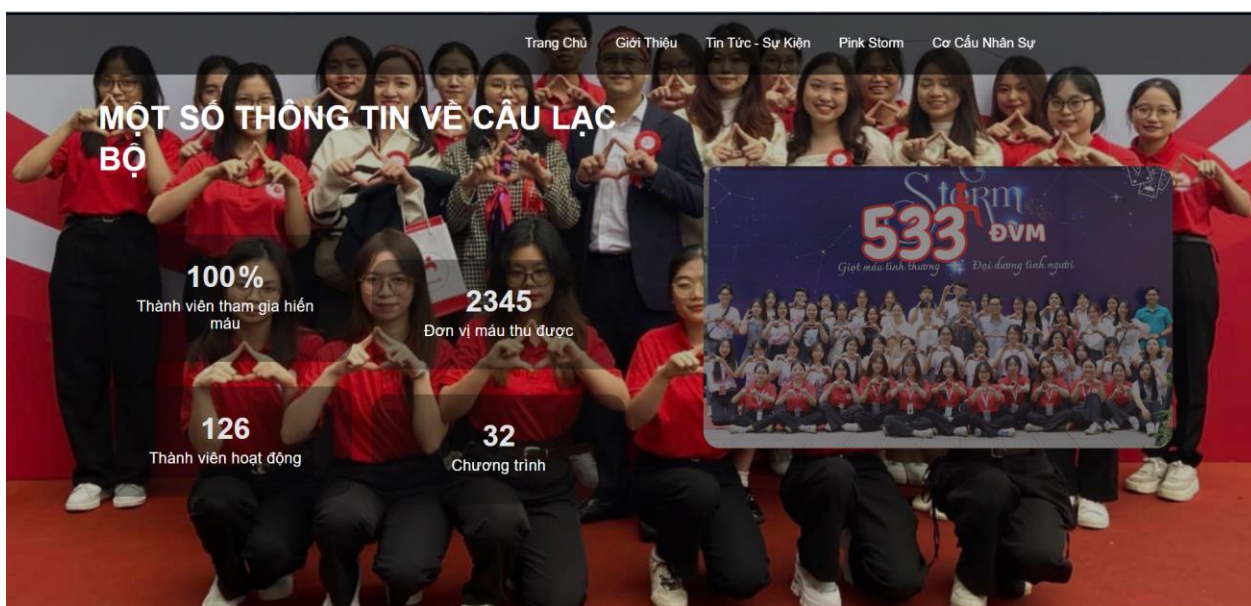 Trang Chủ Giới Thiệu Tin Tức - Sự Kiện Pink Storm Cơ Cấu Nhân Sự
MỘT SỐ THÔNG TIN VỀ CÂU LẠC
BỘ
100%
Thành viên tham gia hiến
máu
2345
Đơn vị máu thu được
126
Thành viên hoạt động
32
Chương trình
Storm
533 ĐVM
Giọt máu tình thương Đại dương tình người